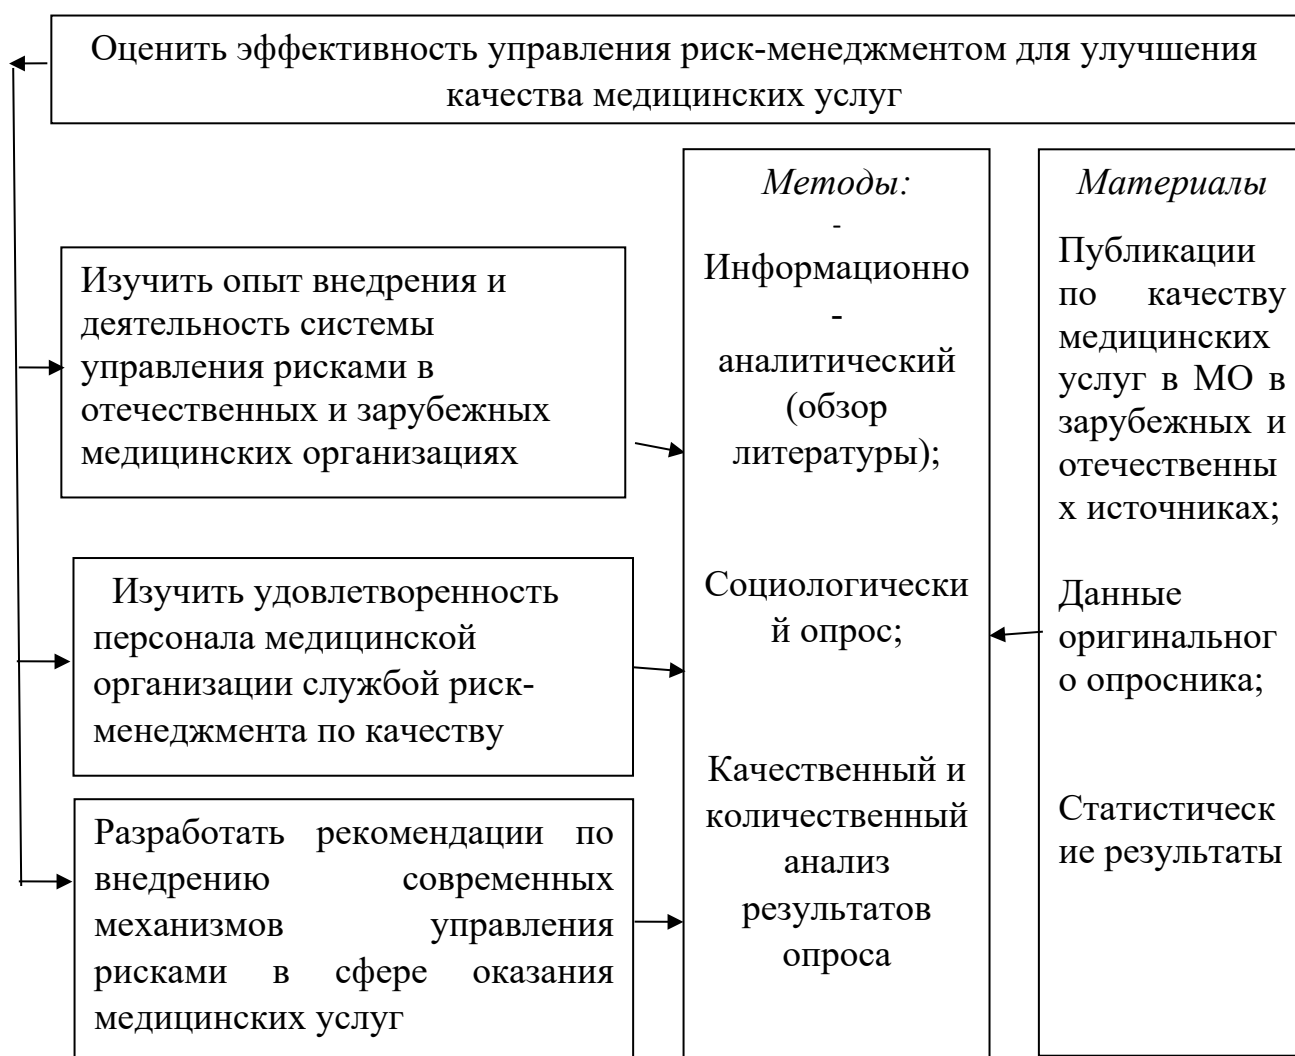 Оценить эффективность управления риск-менеджментом для улучшения
качества медицинских услуг
Изучить опыт внедрения и
деятельность системы
управления рисками в
отечественных и зарубежных
медицинских организациях
Изучить удовлетворенность
персонала медицинской
организации службой риск-
менеджмента по качеству
Разработать рекомендации по
внедрению современных
механизмов управления
рисками в сфере оказания
медицинских услуг
Методы:
-
Информационно
-
аналитический
(обзор
литературы);
Социологически
й опрос;
Качественный и
количественный
анализ
результатов
опроса
Материалы
Публикации
по качеству
медицинских
услуг в МО в
зарубежных и
отечественны
х источниках;
Данные
оригинальног
о опросника;
Статистическ
ие результаты